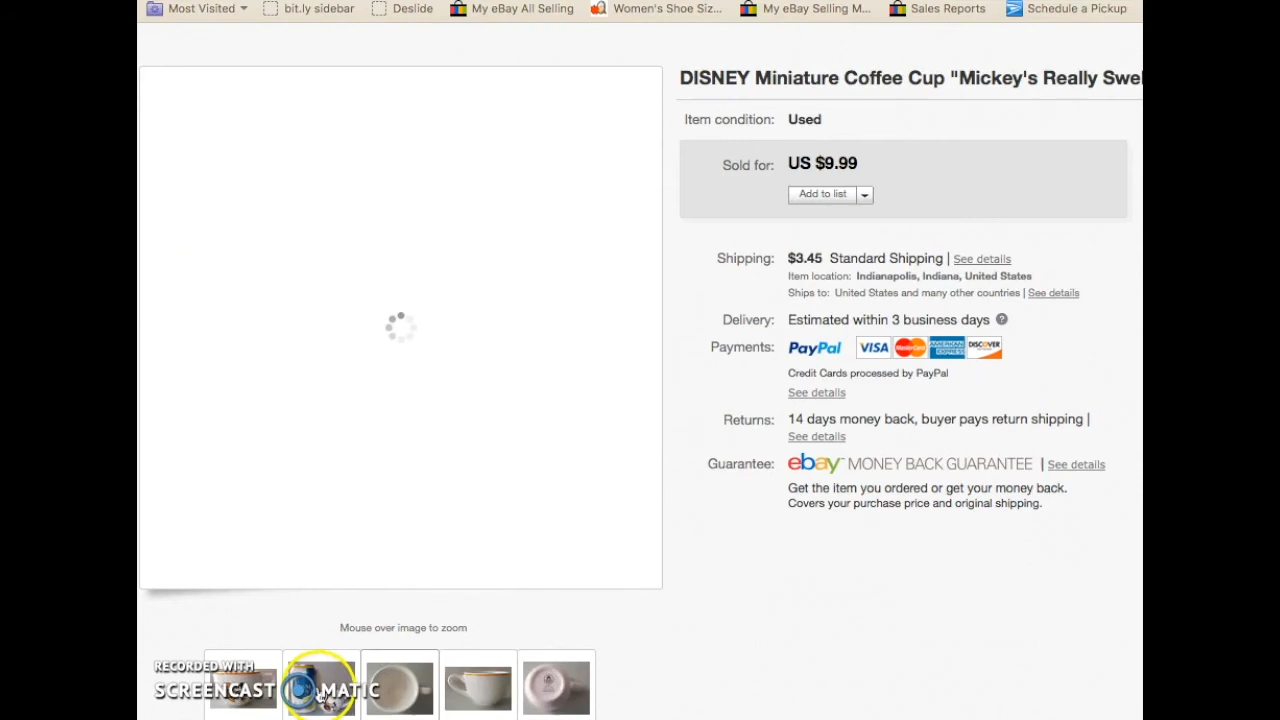 Most Visited bit.ly sidebar Deslide My eBay All Selling Women's Shoe Siz... My eBay Selling M... Sales Reports Schedule a Pickup
DISNEY Miniature Coffee Cup "Mickey's Really Swel
Item condition: Used
Sold for: US $9.99
Add to list
Shipping: $3.45 Standard Shipping | See details
Item location: Indianapolis, Indiana, United States
Ships to: United States and many other countries | See details
Delivery: Estimated within 3 business days ?
Payments: PayPal VISA MasterCard AMERICAN EXPRESS DISCOVER
Credit Cards processed by PayPal
See details
Returns: 14 days money back, buyer pays return shipping |
See details
Guarantee: ebay MONEY BACK GUARANTEE | See details
Get the item you ordered or get your money back.
Covers your purchase price and original shipping.
Mouse over image to zoom
RECORDED WITH
SCREENCAST MATIC